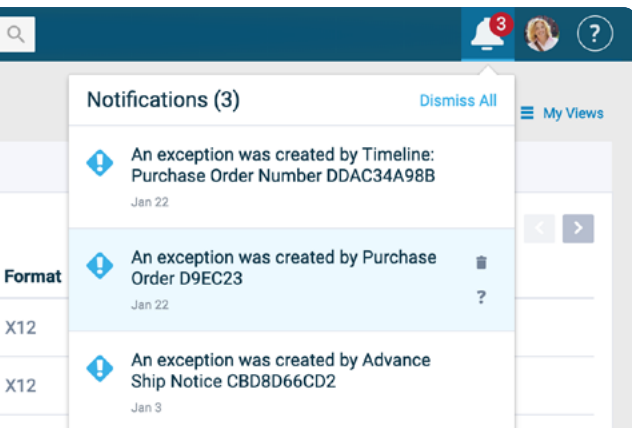 3
?
Notifications (3)
Dismiss All
My Views
An exception was created by Timeline:
Purchase Order Number DDAC34A98B
Jan 22
An exception was created by Purchase
Order D9EC23
Jan 22
?
Format
X12
An exception was created by Advance
Ship Notice CBD8D66CD2
Jan 3
X12